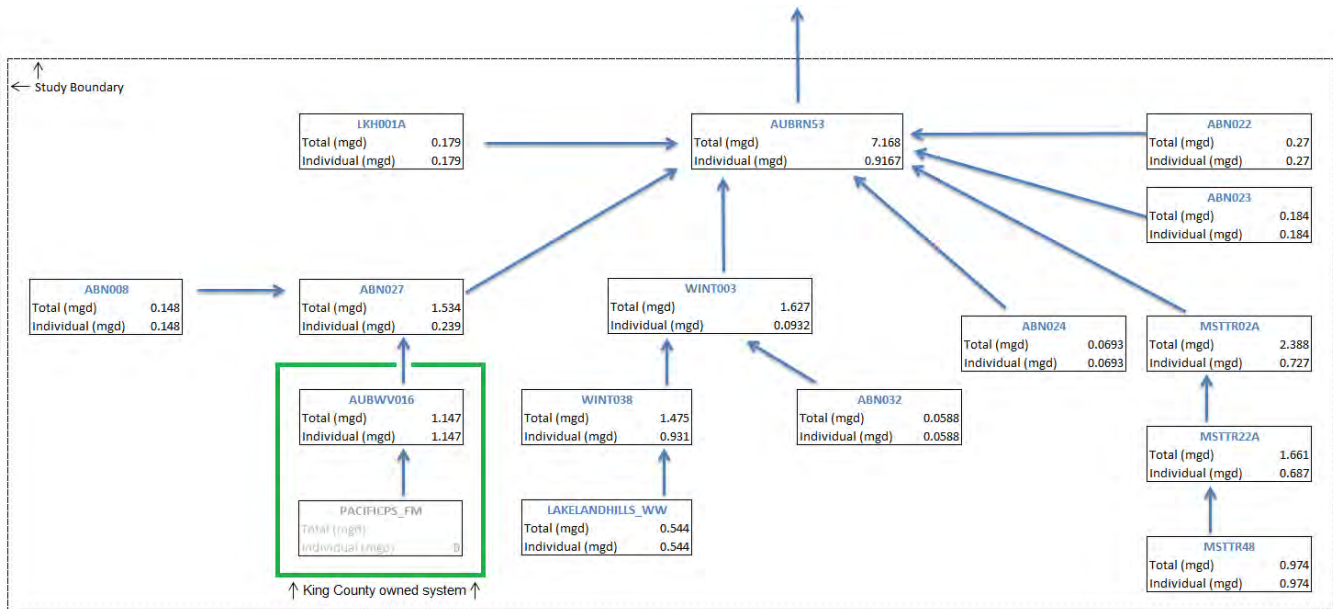 Study Boundary
LKH001A
Total (mgd) 0.179
Individual (mgd) 0.179
AUBRN53
Total (mgd) 7.168
Individual (mgd) 0.9167
ABN022
Total (mgd) 0.27
Individual (mgd) 0.27
ABN023
Total (mgd) 0.184
Individual (mgd) 0.184
ABN008
Total (mgd) 0.148
Individual (mgd) 0.148
ABN027
Total (mgd) 1.534
Individual (mgd) 0.239
WINT003
Total (mgd) 1.627
Individual (mgd) 0.0932
ABN024
Total (mgd) 0.0693
Individual (mgd) 0.0693
MSTTR02A
Total (mgd) 2.388
Individual (mgd) 0.727
AUBWV016
Total (mgd) 1.147
Individual (mgd) 1.147
WINT038
Total (mgd) 1.475
Individual (mgd) 0.931
ABN032
Total (mgd) 0.0588
Individual (mgd) 0.0588
MSTTR22A
Total (mgd) 1.661
Individual (mgd) 0.687
PACIFICPS_FM
Total (mgd)
Individual (mgd) 0
LAKELANDHILLS_WW
Total (mgd) 0.544
Individual (mgd) 0.544
MSTTR48
Total (mgd) 0.974
Individual (mgd) 0.974
King County owned system